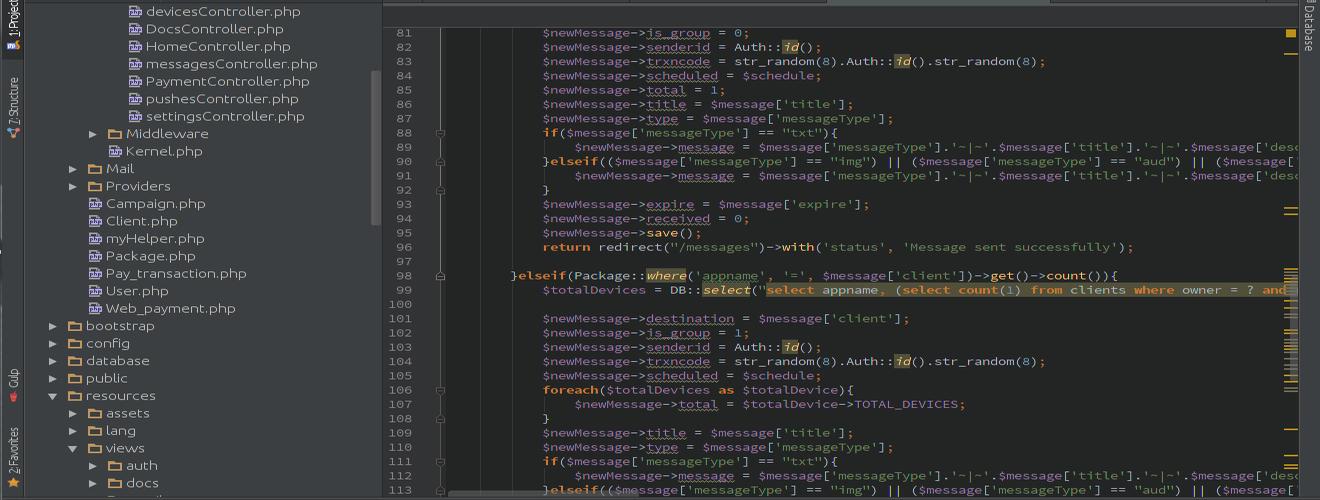 1: Project
7: Structure
Gulp
2: Favorites
devicesController.php
DocsController.php
HomeController.php
messagesController.php
PaymentController.php
pushesController.php
settingsController.php
Middleware
Kernel.php
Mail
Providers
Campaign.php
Client.php
myHelper.php
Package.php
Pay_transaction.php
User.php
Web_payment.php
bootstrap
config
database
public
resources
assets
lang
views
auth
docs
81 $newMessage->is_group = 0;
82 $newMessage->senderid = Auth::id();
83 $newMessage->trxncode = str_random(8).Auth::id().str_random(8);
84 $newMessage->scheduled = $schedule;
85 $newMessage->total = 1;
86 $newMessage->title = $message['title'];
87 $newMessage->type = $message['messageType'];
88 if($message['messageType'] == "txt"){
89 $newMessage->message = $message['messageType'].'~|~'.$message['title'].'~|~'.$message['desc
90 }elseif(($message['messageType'] == "img") || ($message['messageType'] == "aud") || ($message[
91 $newMessage->message = $message['messageType'].'~|~'.$message['title'].'~|~'.$message['desc
92 }
93 $newMessage->expire = $message['expire'];
94 $newMessage->received = 0;
95 $newMessage->save();
96 return redirect("/messages")->with('status', 'Message sent successfully');
97
98 }elseif(Package::where('appname', '=', $message['client'])->get()->count()){
99 $totalDevices = DB::select("select appname, (select count(1) from clients where owner = ? and
100
101 $newMessage->destination = $message['client'];
102 $newMessage->is_group = 1;
103 $newMessage->senderid = Auth::id();
104 $newMessage->trxncode = str_random(8).Auth::id().str_random(8);
105 $newMessage->scheduled = $schedule;
106 foreach($totalDevices as $totalDevice){
107 $newMessage->total = $totalDevice->TOTAL_DEVICES;
108 }
109 $newMessage->title = $message['title'];
110 $newMessage->type = $message['messageType'];
111 if($message['messageType'] == "txt"){
112 $newMessage->message = $message['messageType'].'~|~'.$message['title'].'~|~'.$message['desc
113 }elseif(($message['messageType'] == "img") || ($message['messageType'] == "aud") || ($message[
Database